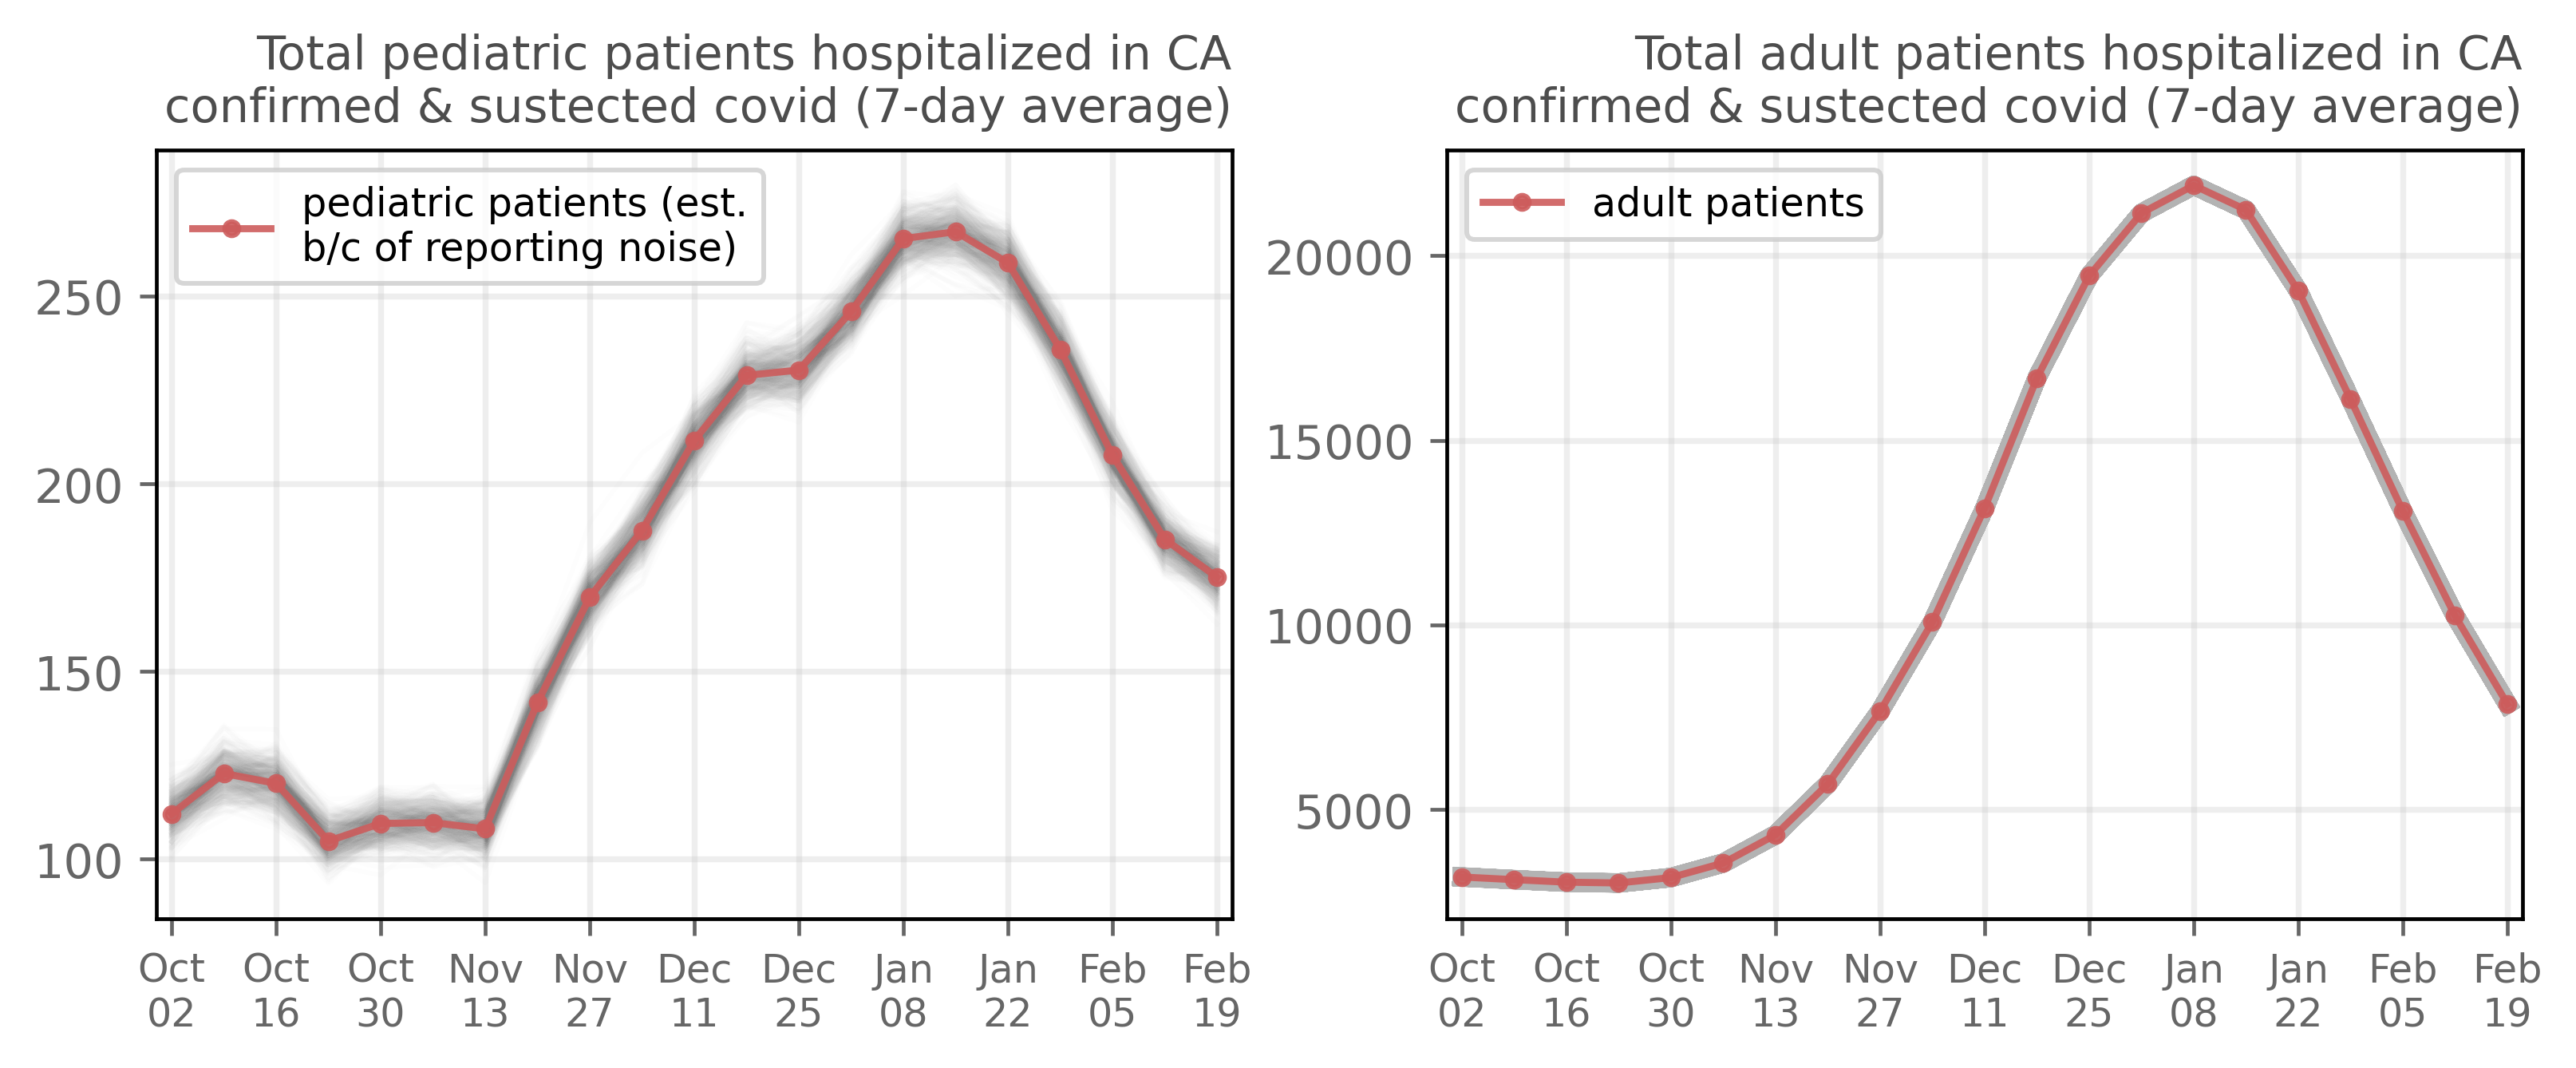 Total pediatric patients hospitalized in CA
confirmed & sustected covid (7-day average)
pediatric patients (est.
b/c of reporting noise)
250
200
150
100
Oct Oct Oct Nov Nov Dec Dec Jan Jan Feb Feb
02 16 30 13 27 11 25 08 22 05 19
Total adult patients hospitalized in CA
confirmed & sustected covid (7-day average)
adult patients
20000
15000
10000
5000
Oct Oct Oct Nov Nov Dec Dec Jan Jan Feb Feb
02 16 30 13 27 11 25 08 22 05 19